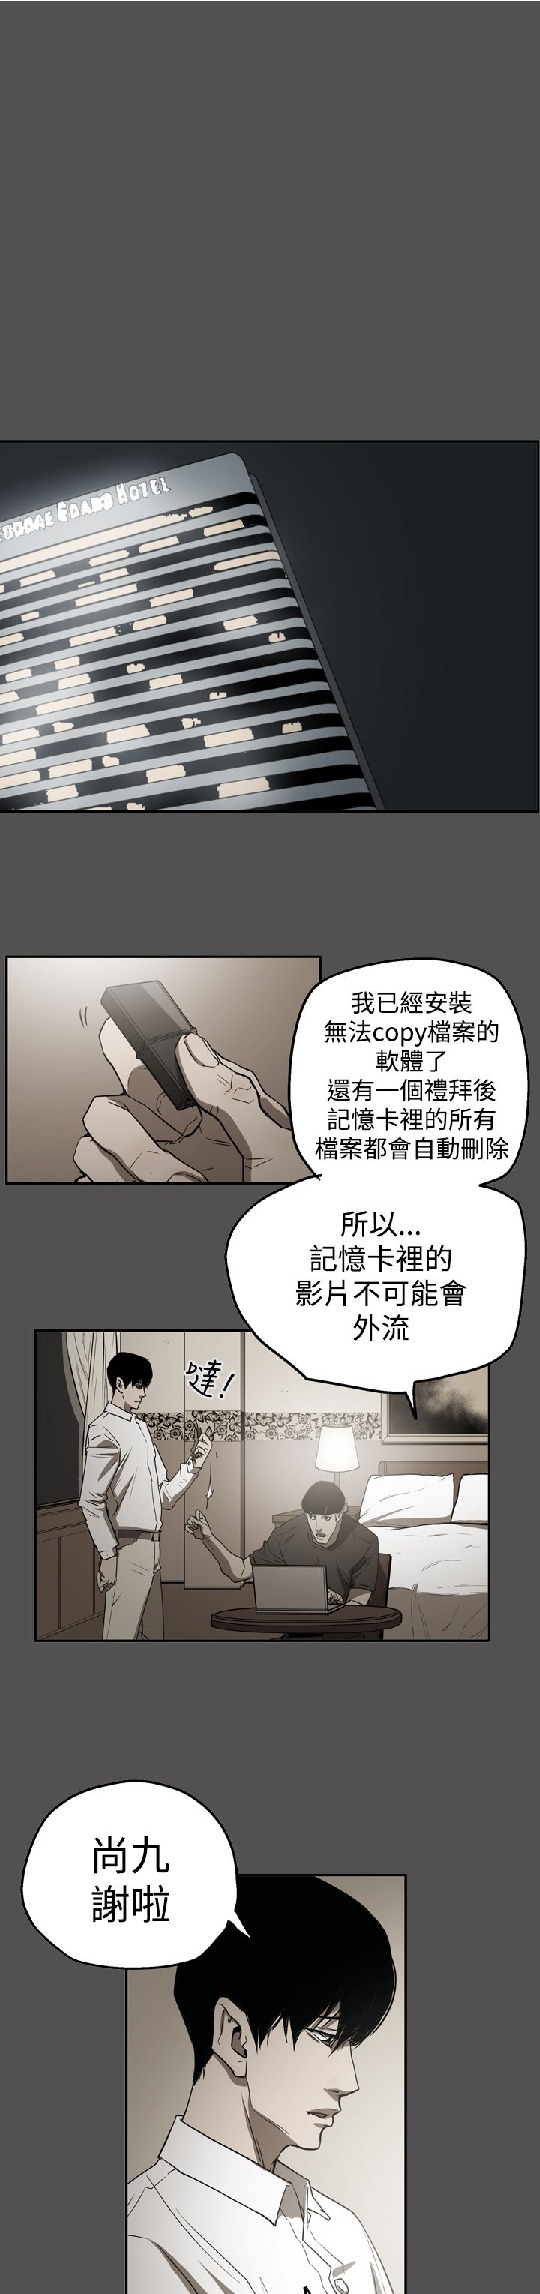 GRAND HOTEL
我已經安裝
無法copy檔案的
軟體了
還有一個禮拜後
記憶卡裡的所有
檔案都會自動刪除
所以...
記憶卡裡的
影片不可能會
外流
噠!
尚九
謝啦